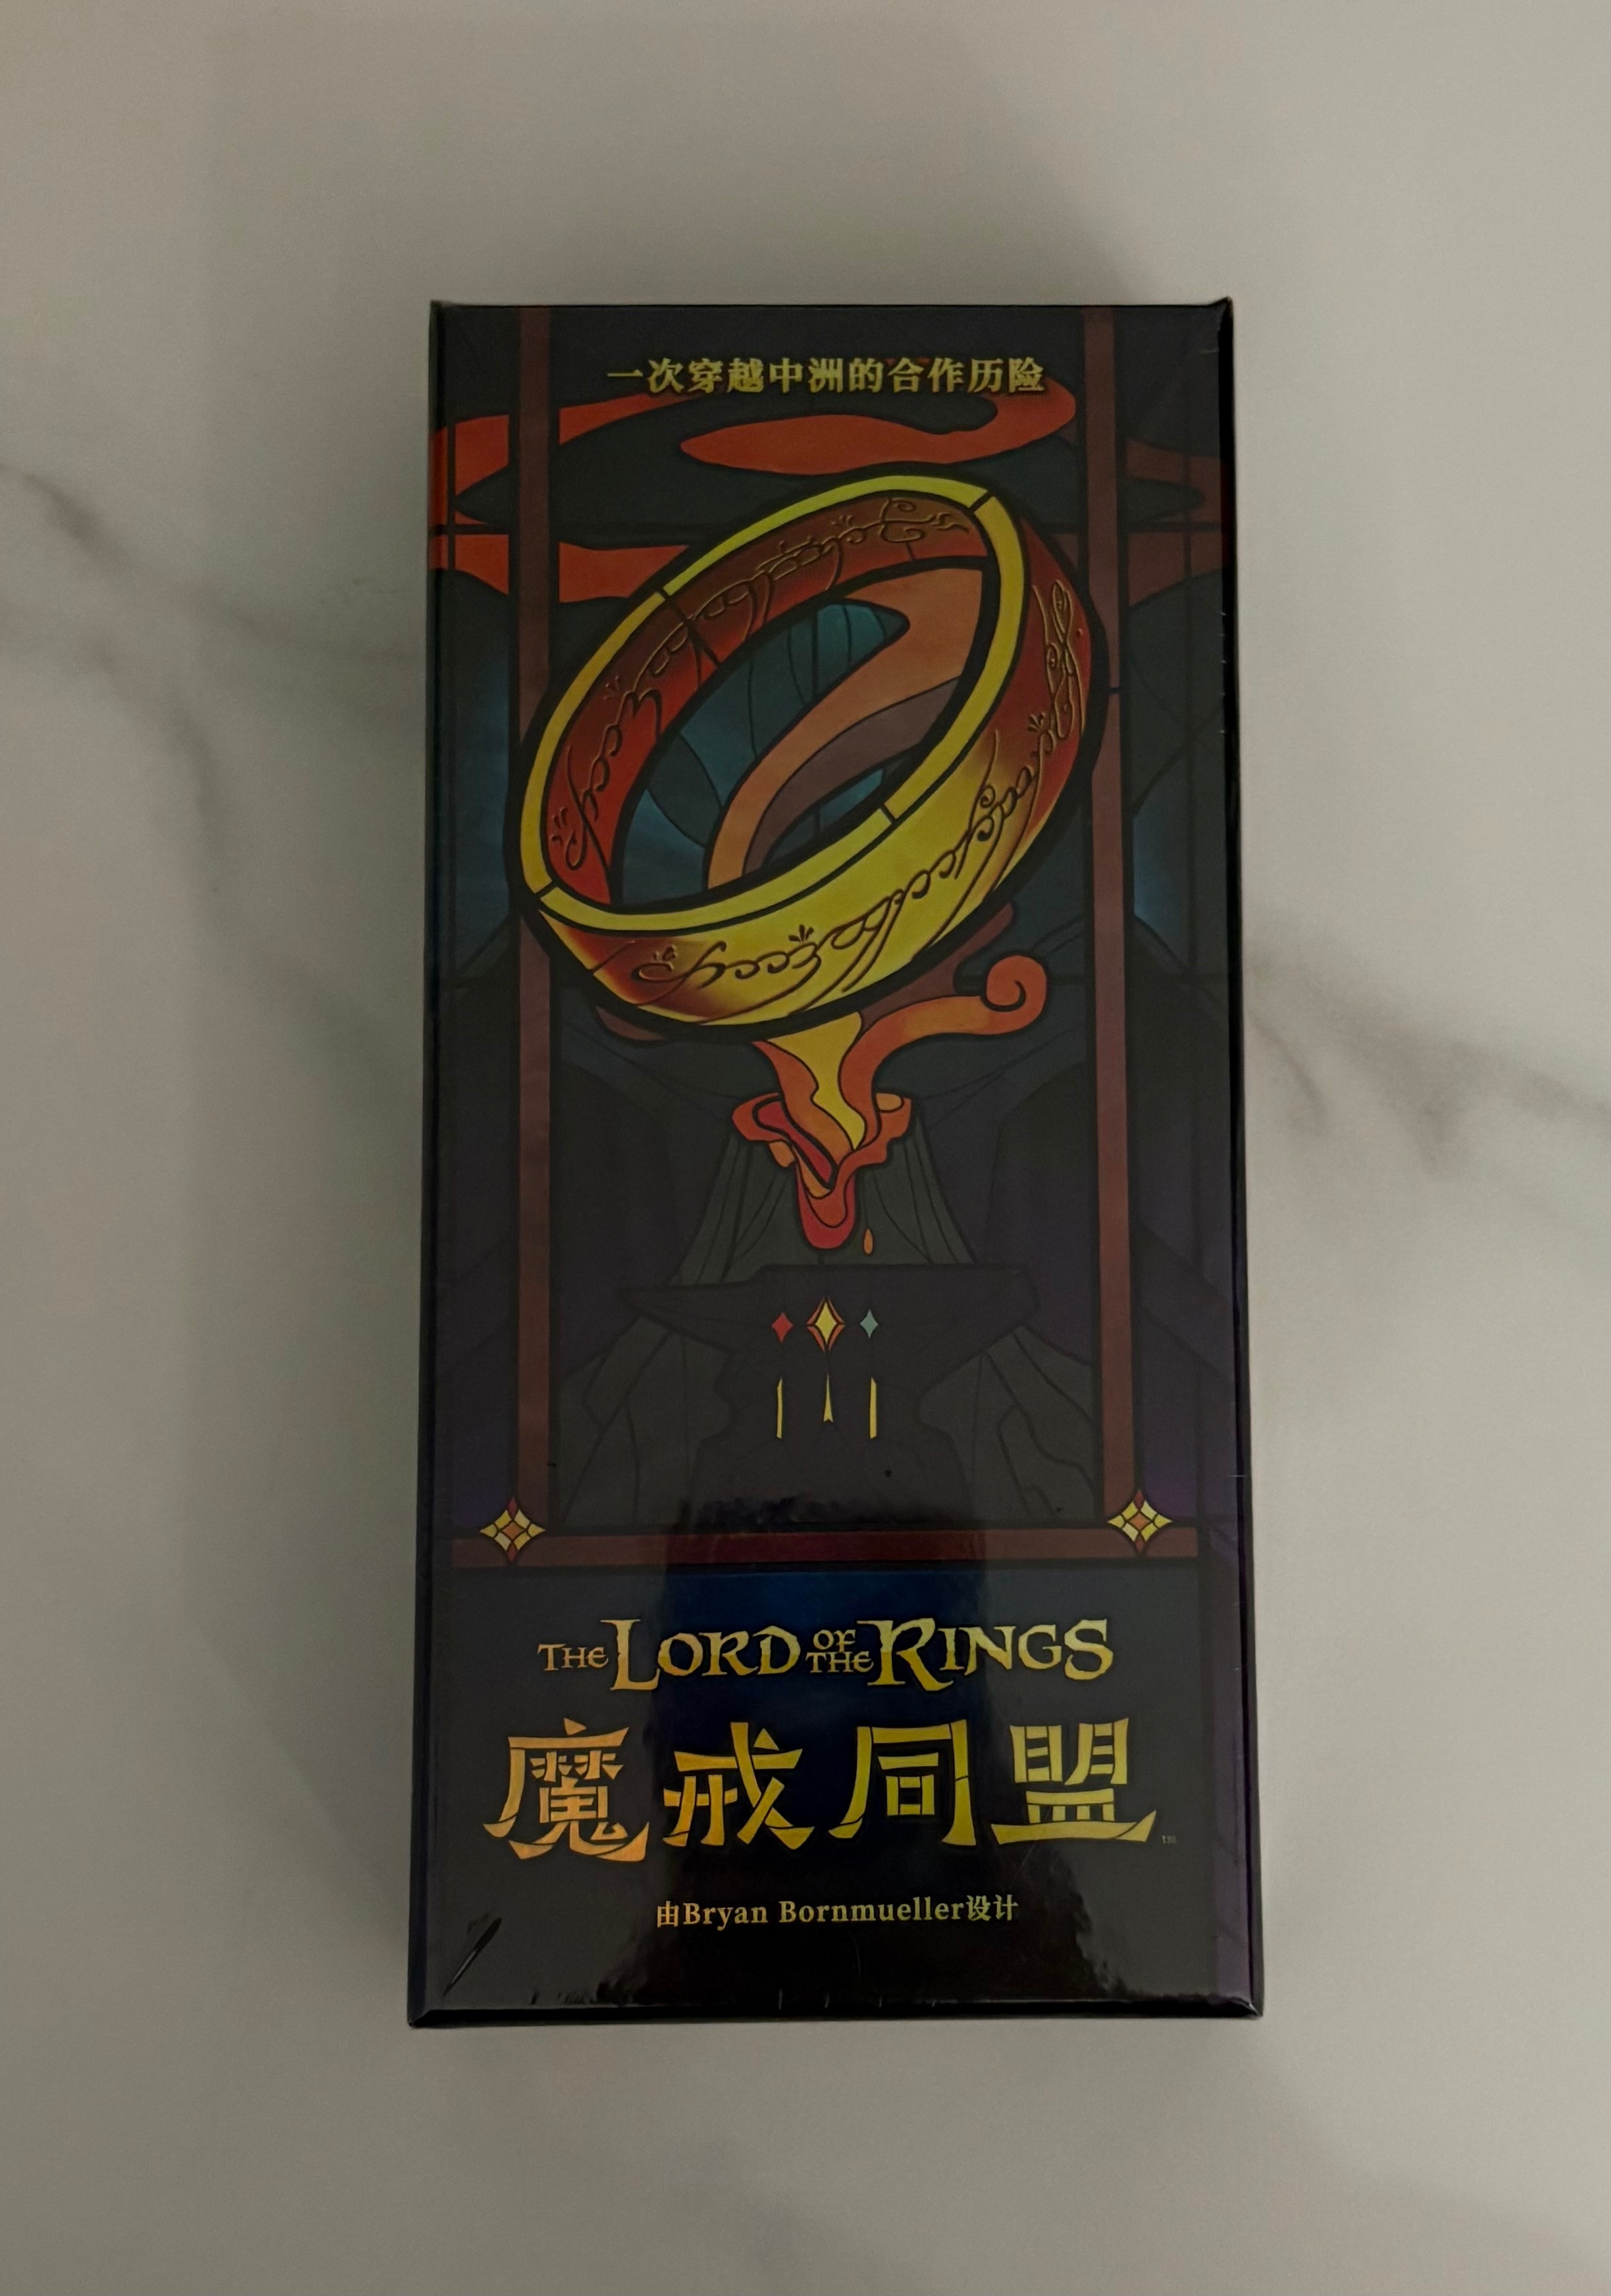 一次穿越中洲的合作历险
THE LORD OF THE RINGS
魔戒同盟™
由Bryan Bornmueller设计